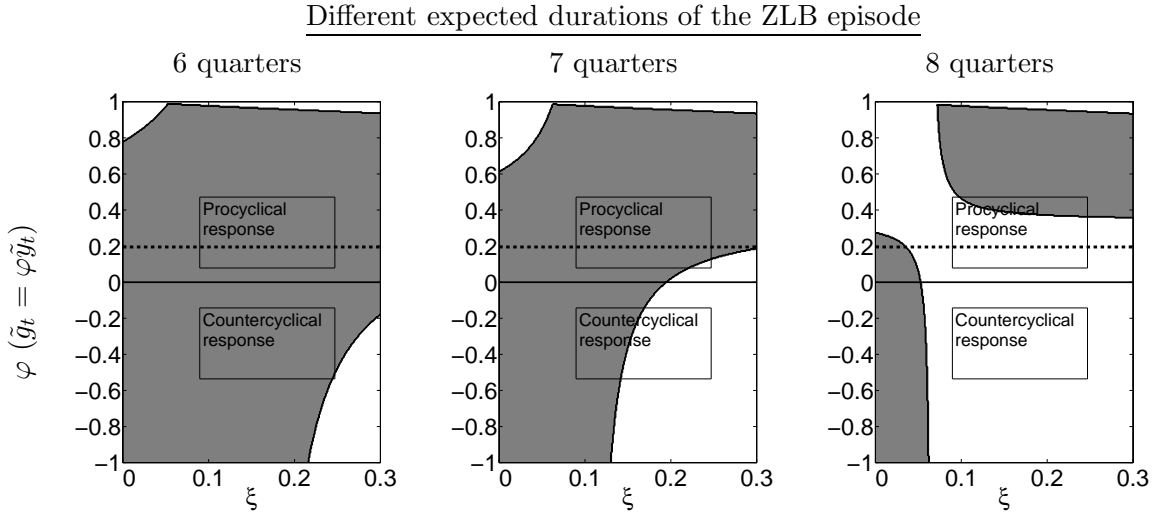 Different expected durations of the ZLB episode
6 quarters
7 quarters
8 quarters
φ (g̃t = φỹt)
1
0.8
0.6
0.4
0.2
0
−0.2
−0.4
−0.6
−0.8
−1
0 0.1 0.2 0.3
ξ
Procyclical
response
Countercyclical
response
1
0.8
0.6
0.4
0.2
0
−0.2
−0.4
−0.6
−0.8
−1
0 0.1 0.2 0.3
ξ
Procyclical
response
Countercyclical
response
1
0.8
0.6
0.4
0.2
0
−0.2
−0.4
−0.6
−0.8
−1
0 0.1 0.2 0.3
ξ
Procyclical
response
Countercyclical
response